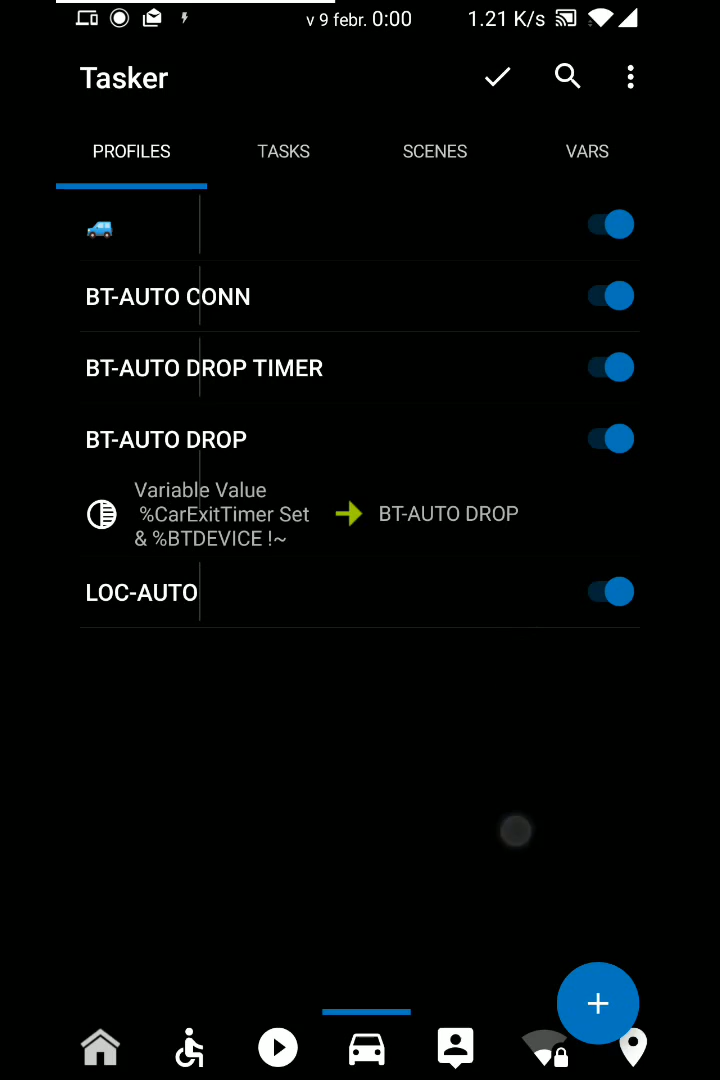 v 9 febr. 0:00
1.21 K/s
Tasker
PROFILES
TASKS
SCENES
VARS
BT-AUTO CONN
BT-AUTO DROP TIMER
BT-AUTO DROP
Variable Value
%CarExitTimer Set
& %BTDEVICE !~
BT-AUTO DROP
LOC-AUTO